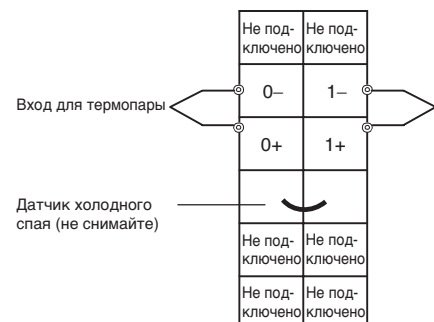 Не под- Не под-
ключено ключено
0– 1–
Вход для термопары
0+ 1+
Датчик холодного
спая (не снимайте)
Не под- Не под-
ключено ключено
Не под- Не под-
ключено ключено